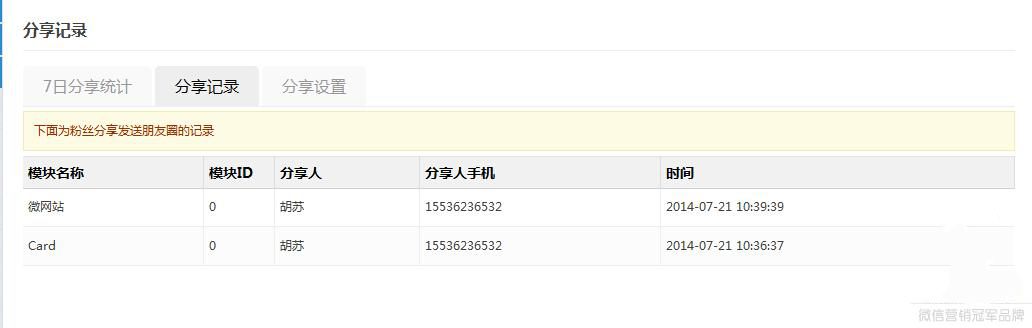 分享记录
7日分享统计 分享记录 分享设置
下面为粉丝分享发送朋友圈的记录
模块名称 模块ID 分享人 分享人手机 时间
微网站 0 胡苏 15536236532 2014-07-21 10:39:39
Card 0 胡苏 15536236532 2014-07-21 10:36:37
微信营销冠军品牌